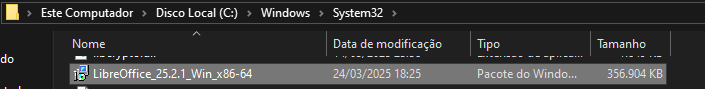 Este Computador > Disco Local (C:) > Windows > System32 >
Nome Data de modificação Tipo Tamanho
do LibreOffice_25.2.1_Win_x86-64 24/03/2025 18:25 Pacote do Windo... 356.904 KB